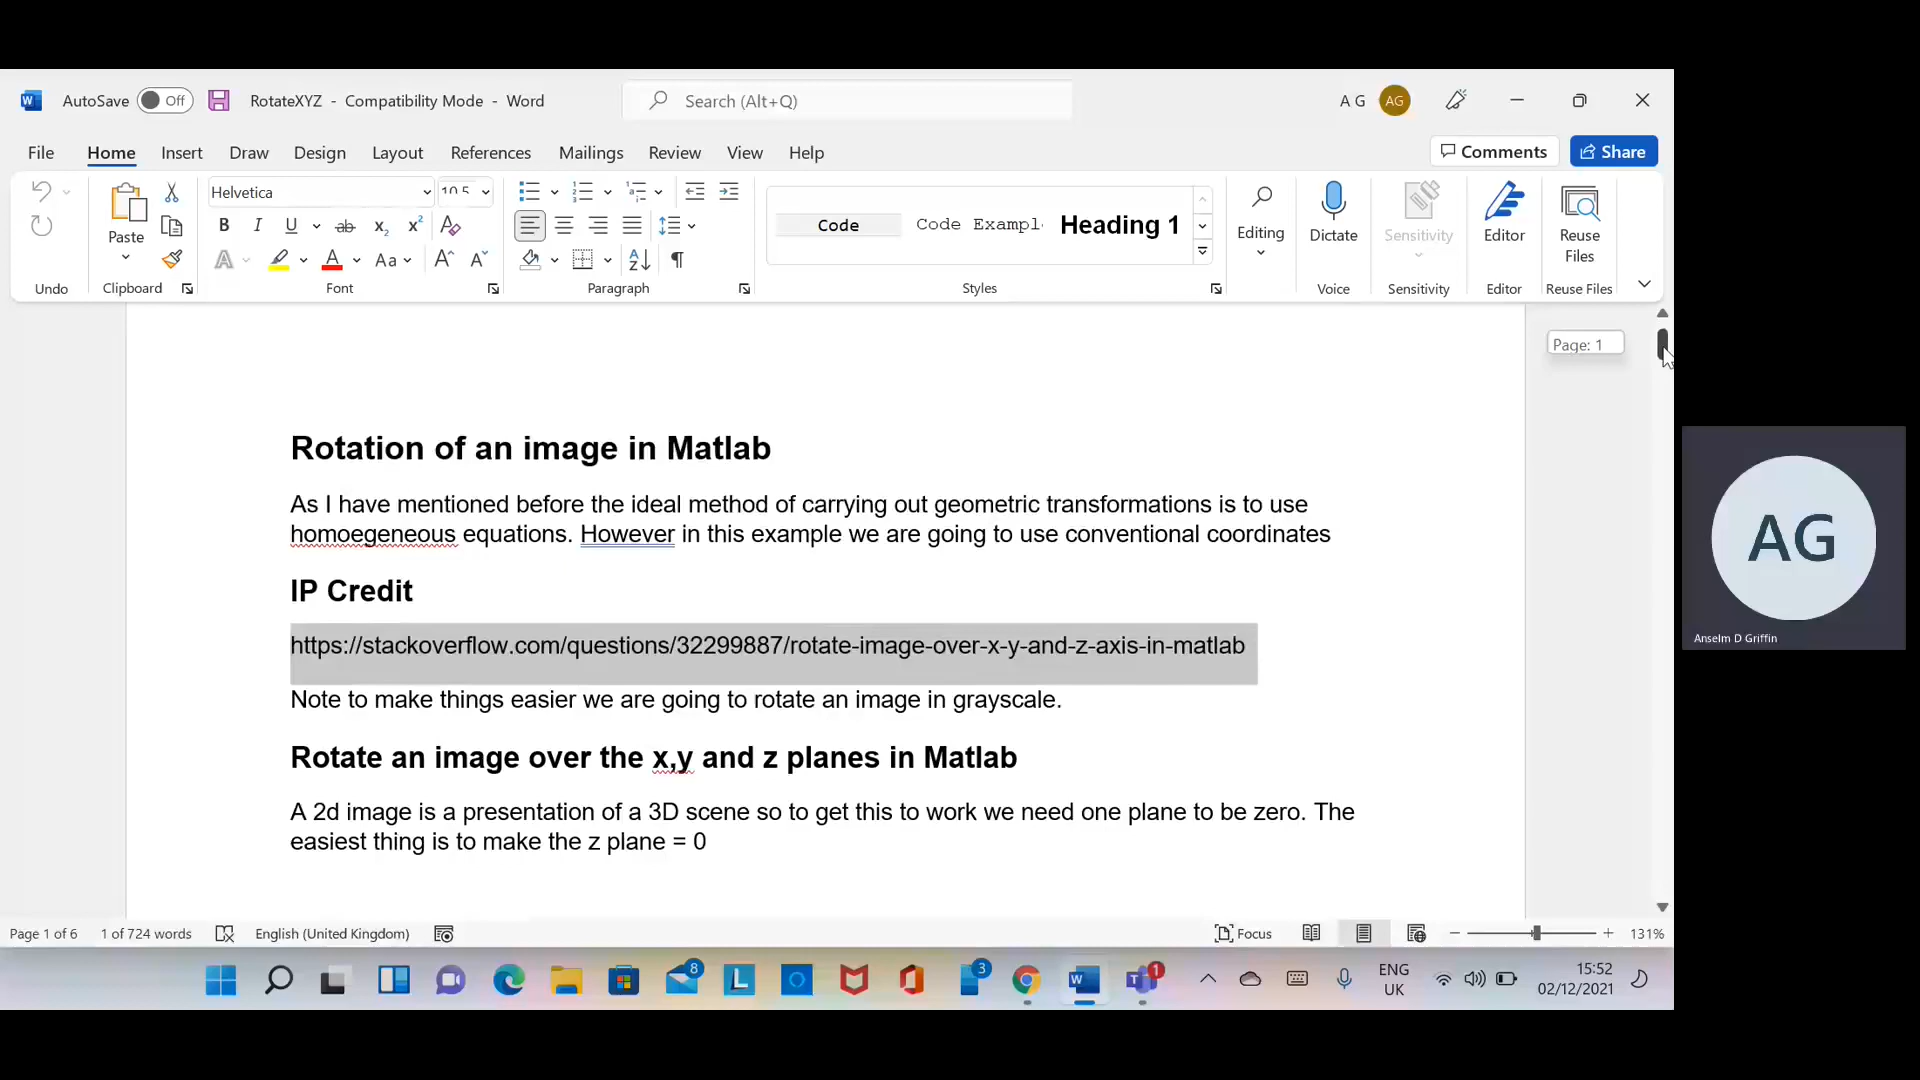 AutoSave Off RotateXYZ - Compatibility Mode - Word Search (Alt+Q) A G AG
File Home Insert Draw Design Layout References Mailings Review View Help Comments Share
Helvetica 10.5
Code Code Exampl Heading 1
Paste Editing Dictate Sensitivity Editor Reuse Files
Undo Clipboard Font Paragraph Styles Voice Sensitivity Editor Reuse Files
Page: 1
Rotation of an image in Matlab
As I have mentioned before the ideal method of carrying out geometric transformations is to use
homoegeneous equations. However in this example we are going to use conventional coordinates
IP Credit
https://stackoverflow.com/questions/32299887/rotate-image-over-x-y-and-z-axis-in-matlab
Note to make things easier we are going to rotate an image in grayscale.
Rotate an image over the x,y and z planes in Matlab
A 2d image is a presentation of a 3D scene so to get this to work we need one plane to be zero. The
easiest thing is to make the z plane = 0
AG
Anselm D Griffin
Page 1 of 6 1 of 724 words English (United Kingdom) Focus 131%
8 3 1 ENG 15:52
UK 02/12/2021